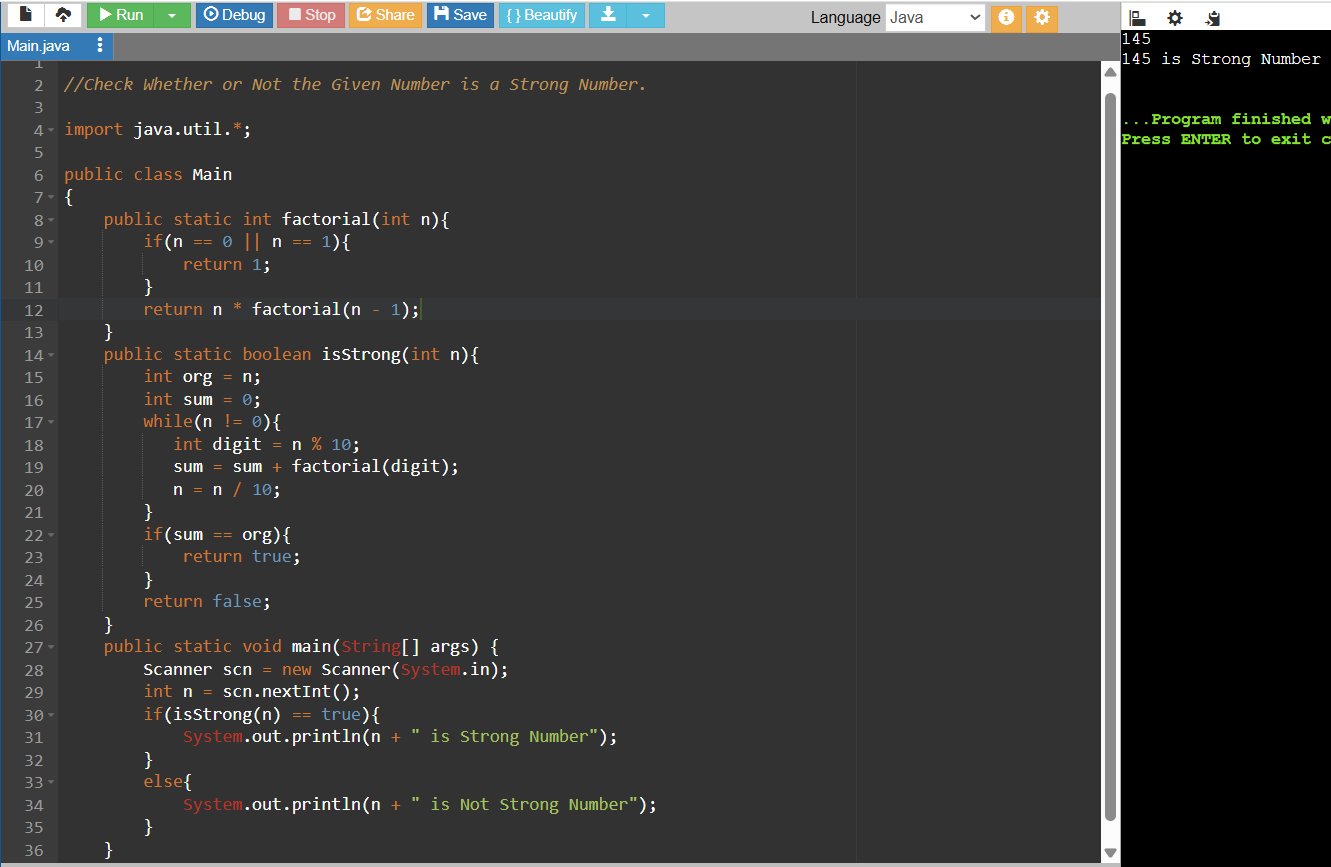 Run Debug Stop Share Save { } Beautify Language Java
Main.java
1
2 //Check Whether or Not the Given Number is a Strong Number.
3
4 import java.util.*;
5
6 public class Main
7 {
8 public static int factorial(int n){
9 if(n == 0 || n == 1){
10 return 1;
11 }
12 return n * factorial(n - 1);
13 }
14 public static boolean isStrong(int n){
15 int org = n;
16 int sum = 0;
17 while(n != 0){
18 int digit = n % 10;
19 sum = sum + factorial(digit);
20 n = n / 10;
21 }
22 if(sum == org){
23 return true;
24 }
25 return false;
26 }
27 public static void main(String[] args) {
28 Scanner scn = new Scanner(System.in);
29 int n = scn.nextInt();
30 if(isStrong(n) == true){
31 System.out.println(n + " is Strong Number");
32 }
33 else{
34 System.out.println(n + " is Not Strong Number");
35 }
36 }
145
145 is Strong Number
...Program finished w
Press ENTER to exit c